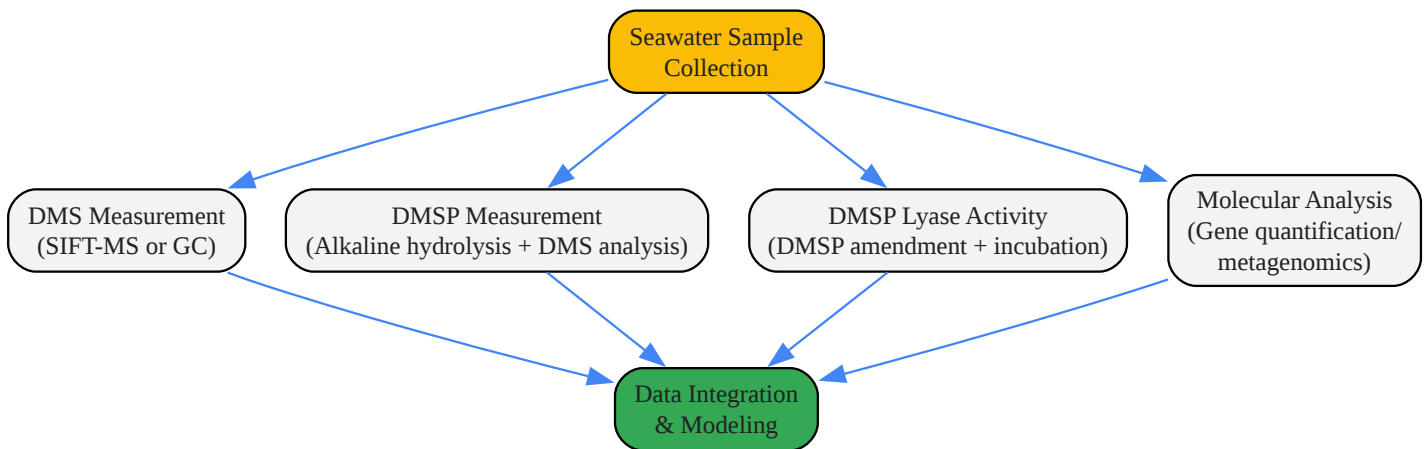 Seawater Sample
Collection
DMS Measurement
(SIFT-MS or GC)
DMSP Measurement
(Alkaline hydrolysis + DMS analysis)
DMSP Lyase Activity
(DMSP amendment + incubation)
Molecular Analysis
(Gene quantification/
metagenomics)
Data Integration
& Modeling